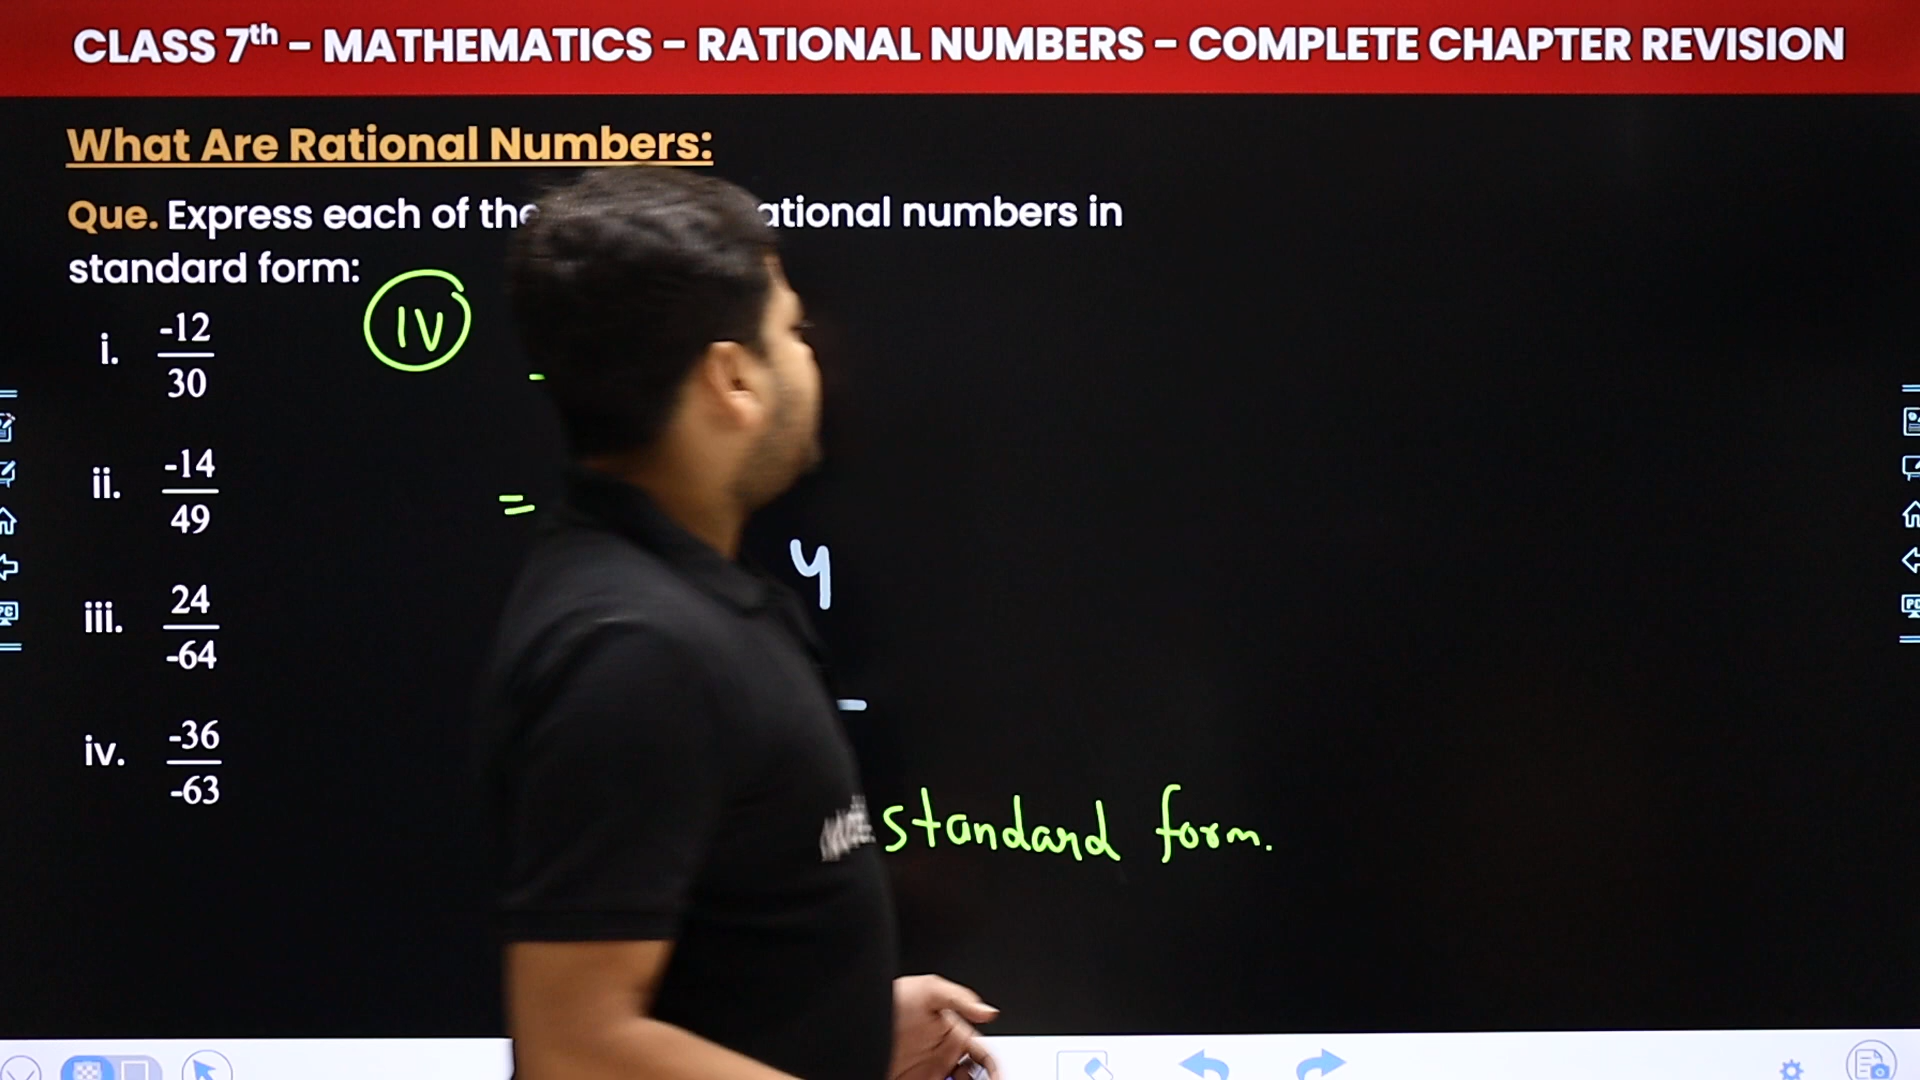 CLASS 7th – MATHEMATICS – RATIONAL NUMBERS – COMPLETE CHAPTER REVISION
What Are Rational Numbers:
Que. Express each of the numbers in
standard form:
IV
i. -12/30
ii. -14/49
=
4
iii. 24/-64
iv. -36/-63
standard form.